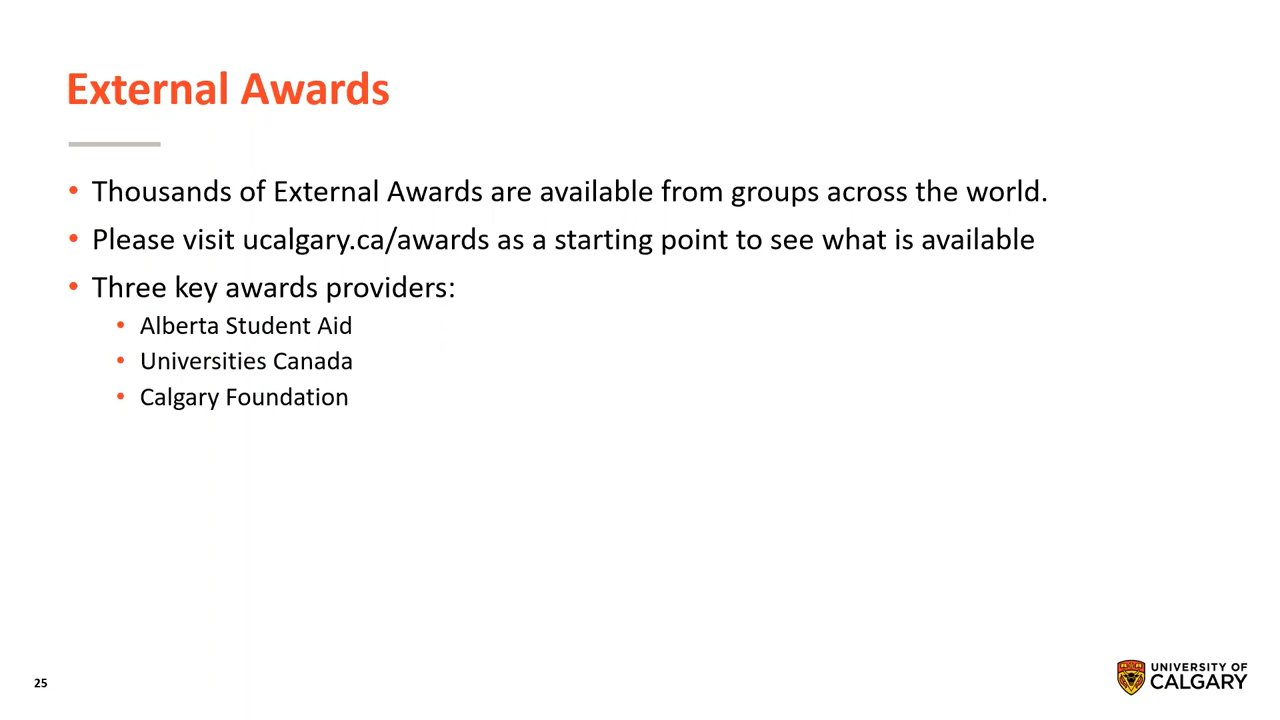 External Awards
• Thousands of External Awards are available from groups across the world.
• Please visit ucalgary.ca/awards as a starting point to see what is available
• Three key awards providers:
• Alberta Student Aid
• Universities Canada
• Calgary Foundation
25
UNIVERSITY OF
CALGARY